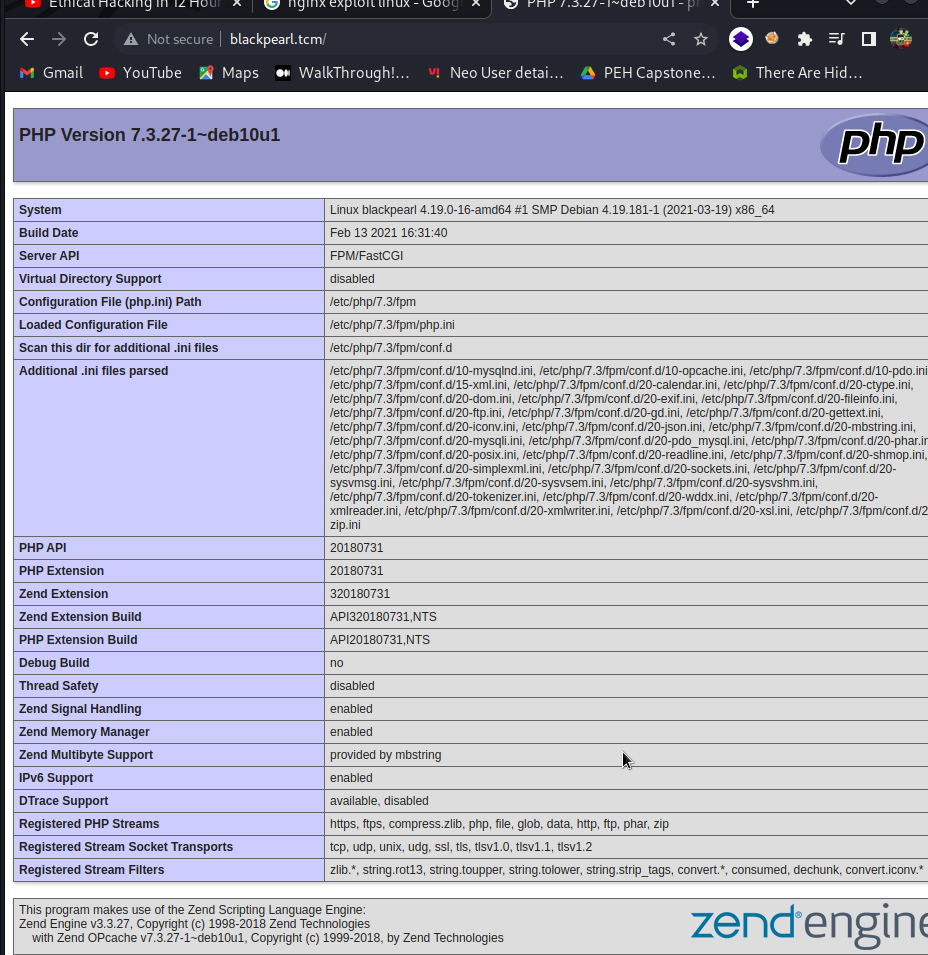 Ethical Hacking in 12 Hour
nginx exploit linux - Goog
PHP 7.3.27-1~deb10u1 - p
Not secure blackpearl.tcm/
Gmail YouTube Maps WalkThrough!... Neo User detai... PEH Capstone... There Are Hid...
PHP Version 7.3.27-1~deb10u1
php
System Linux blackpearl 4.19.0-16-amd64 #1 SMP Debian 4.19.181-1 (2021-03-19) x86_64
Build Date Feb 13 2021 16:31:40
Server API FPM/FastCGI
Virtual Directory Support disabled
Configuration File (php.ini) Path /etc/php/7.3/fpm
Loaded Configuration File /etc/php/7.3/fpm/php.ini
Scan this dir for additional .ini files /etc/php/7.3/fpm/conf.d
Additional .ini files parsed /etc/php/7.3/fpm/conf.d/10-mysqlnd.ini, /etc/php/7.3/fpm/conf.d/10-opcache.ini, /etc/php/7.3/fpm/conf.d/10-pdo.ini
/etc/php/7.3/fpm/conf.d/15-xml.ini, /etc/php/7.3/fpm/conf.d/20-calendar.ini, /etc/php/7.3/fpm/conf.d/20-ctype.ini,
/etc/php/7.3/fpm/conf.d/20-dom.ini, /etc/php/7.3/fpm/conf.d/20-exif.ini, /etc/php/7.3/fpm/conf.d/20-fileinfo.ini,
/etc/php/7.3/fpm/conf.d/20-ftp.ini, /etc/php/7.3/fpm/conf.d/20-gd.ini, /etc/php/7.3/fpm/conf.d/20-gettext.ini,
/etc/php/7.3/fpm/conf.d/20-iconv.ini, /etc/php/7.3/fpm/conf.d/20-json.ini, /etc/php/7.3/fpm/conf.d/20-mbstring.ini,
/etc/php/7.3/fpm/conf.d/20-mysqli.ini, /etc/php/7.3/fpm/conf.d/20-pdo_mysql.ini, /etc/php/7.3/fpm/conf.d/20-phar.in
/etc/php/7.3/fpm/conf.d/20-posix.ini, /etc/php/7.3/fpm/conf.d/20-readline.ini, /etc/php/7.3/fpm/conf.d/20-shmop.ini,
/etc/php/7.3/fpm/conf.d/20-simplexml.ini, /etc/php/7.3/fpm/conf.d/20-sockets.ini, /etc/php/7.3/fpm/conf.d/20-
sysvmsg.ini, /etc/php/7.3/fpm/conf.d/20-sysvsem.ini, /etc/php/7.3/fpm/conf.d/20-sysvshm.ini,
/etc/php/7.3/fpm/conf.d/20-tokenizer.ini, /etc/php/7.3/fpm/conf.d/20-wddx.ini, /etc/php/7.3/fpm/conf.d/20-
xmlreader.ini, /etc/php/7.3/fpm/conf.d/20-xmlwriter.ini, /etc/php/7.3/fpm/conf.d/20-xsl.ini, /etc/php/7.3/fpm/conf.d/2
zip.ini
PHP API 20180731
PHP Extension 20180731
Zend Extension 320180731
Zend Extension Build API320180731,NTS
PHP Extension Build API20180731,NTS
Debug Build no
Thread Safety disabled
Zend Signal Handling enabled
Zend Memory Manager enabled
Zend Multibyte Support provided by mbstring
IPv6 Support enabled
DTrace Support available, disabled
Registered PHP Streams https, ftps, compress.zlib, php, file, glob, data, http, ftp, phar, zip
Registered Stream Socket Transports tcp, udp, unix, udg, ssl, tls, tlsv1.0, tlsv1.1, tlsv1.2
Registered Stream Filters zlib.*, string.rot13, string.toupper, string.tolower, string.strip_tags, convert.*, consumed, dechunk, convert.iconv.*
This program makes use of the Zend Scripting Language Engine:
Zend Engine v3.3.27, Copyright (c) 1998-2018 Zend Technologies
with Zend OPcache v7.3.27-1~deb10u1, Copyright (c) 1999-2018, by Zend Technologies
zend®engine